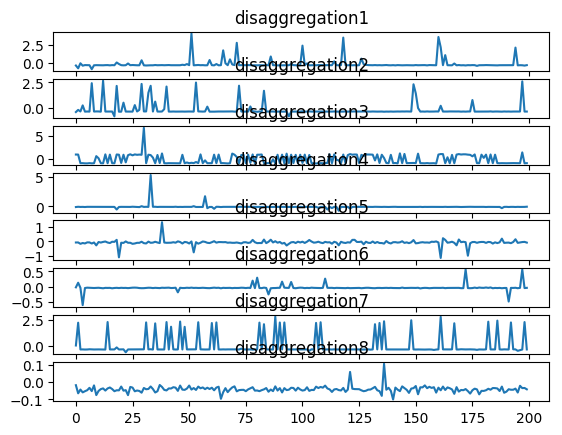 disaggregation1
2.5
0.0
disaggregation2
2.5
0.0
disaggregation3
5
0
disaggregation4
5
0
disaggregation5
1
0
−1
disaggregation6
0.5
0.0
−0.5
disaggregation7
2.5
0.0
disaggregation8
0.1
0.0
−0.1
0 25 50 75 100 125 150 175 200